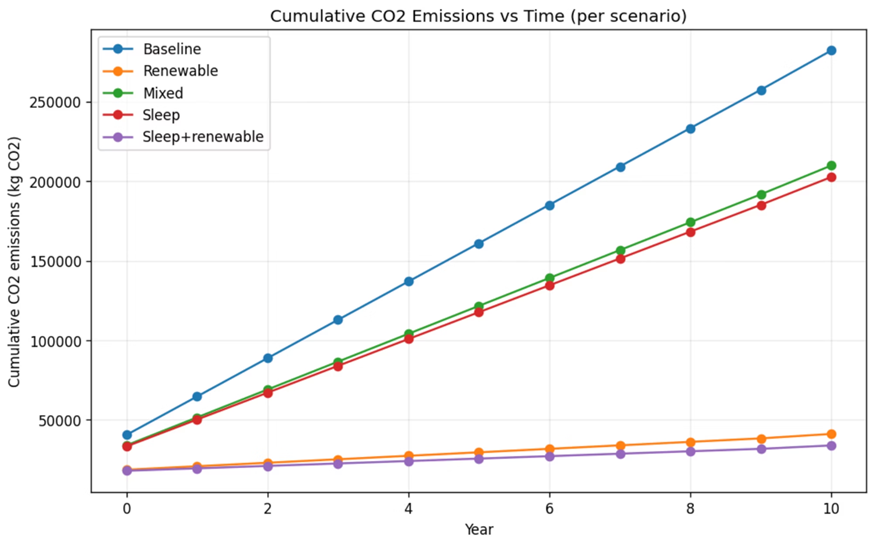 Cumulative CO2 Emissions vs Time (per scenario)
Baseline
Renewable
Mixed
Sleep
Sleep+renewable
Cumulative CO2 emissions (kg CO2)
250000
200000
150000
100000
50000
0 2 4 6 8 10
Year